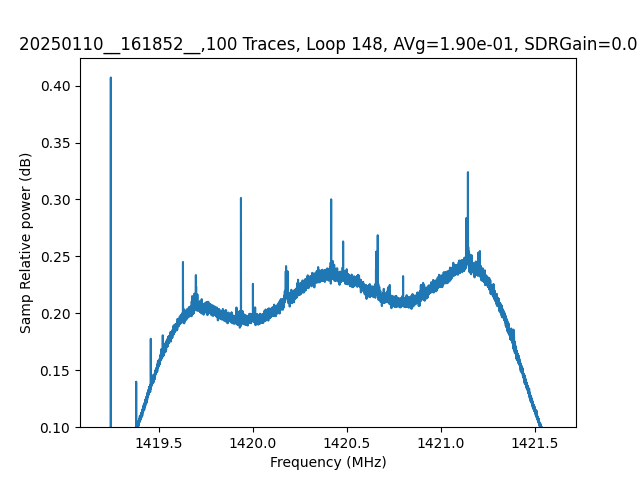 20250110__161852__,100 Traces, Loop 148, AVg=1.90e-01, SDRGain=0.0
0.40
0.35
0.30
0.25
0.20
0.15
0.10
Samp Relative power (dB)
1419.5 1420.0 1420.5 1421.0 1421.5
Frequency (MHz)